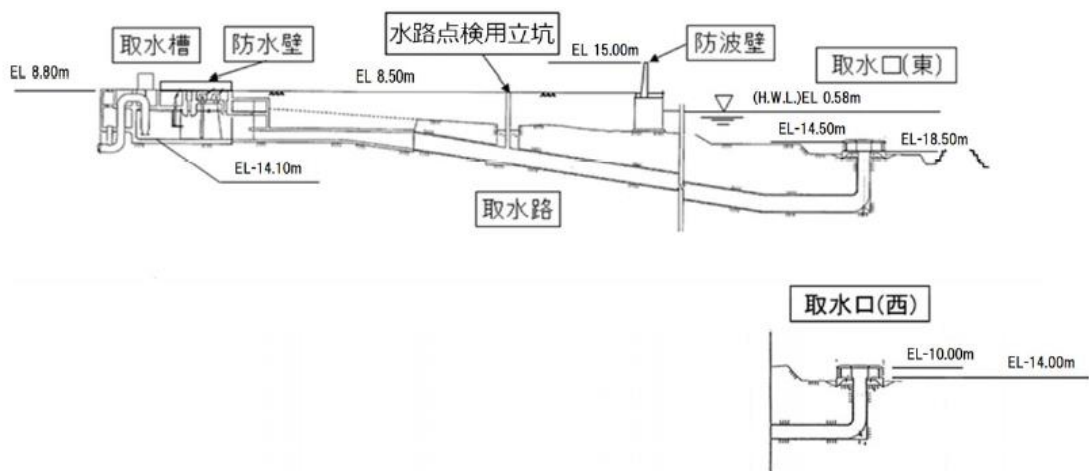 水路点検用立坑
取水槽
防水壁
EL 15.00m
防波壁
取水口(東)
EL 8.80m
EL 8.50m
(H.W.L.)EL 0.58m
EL-14.50m
EL-18.50m
EL-14.10m
取水路
取水口(西)
EL-10.00m
EL-14.00m